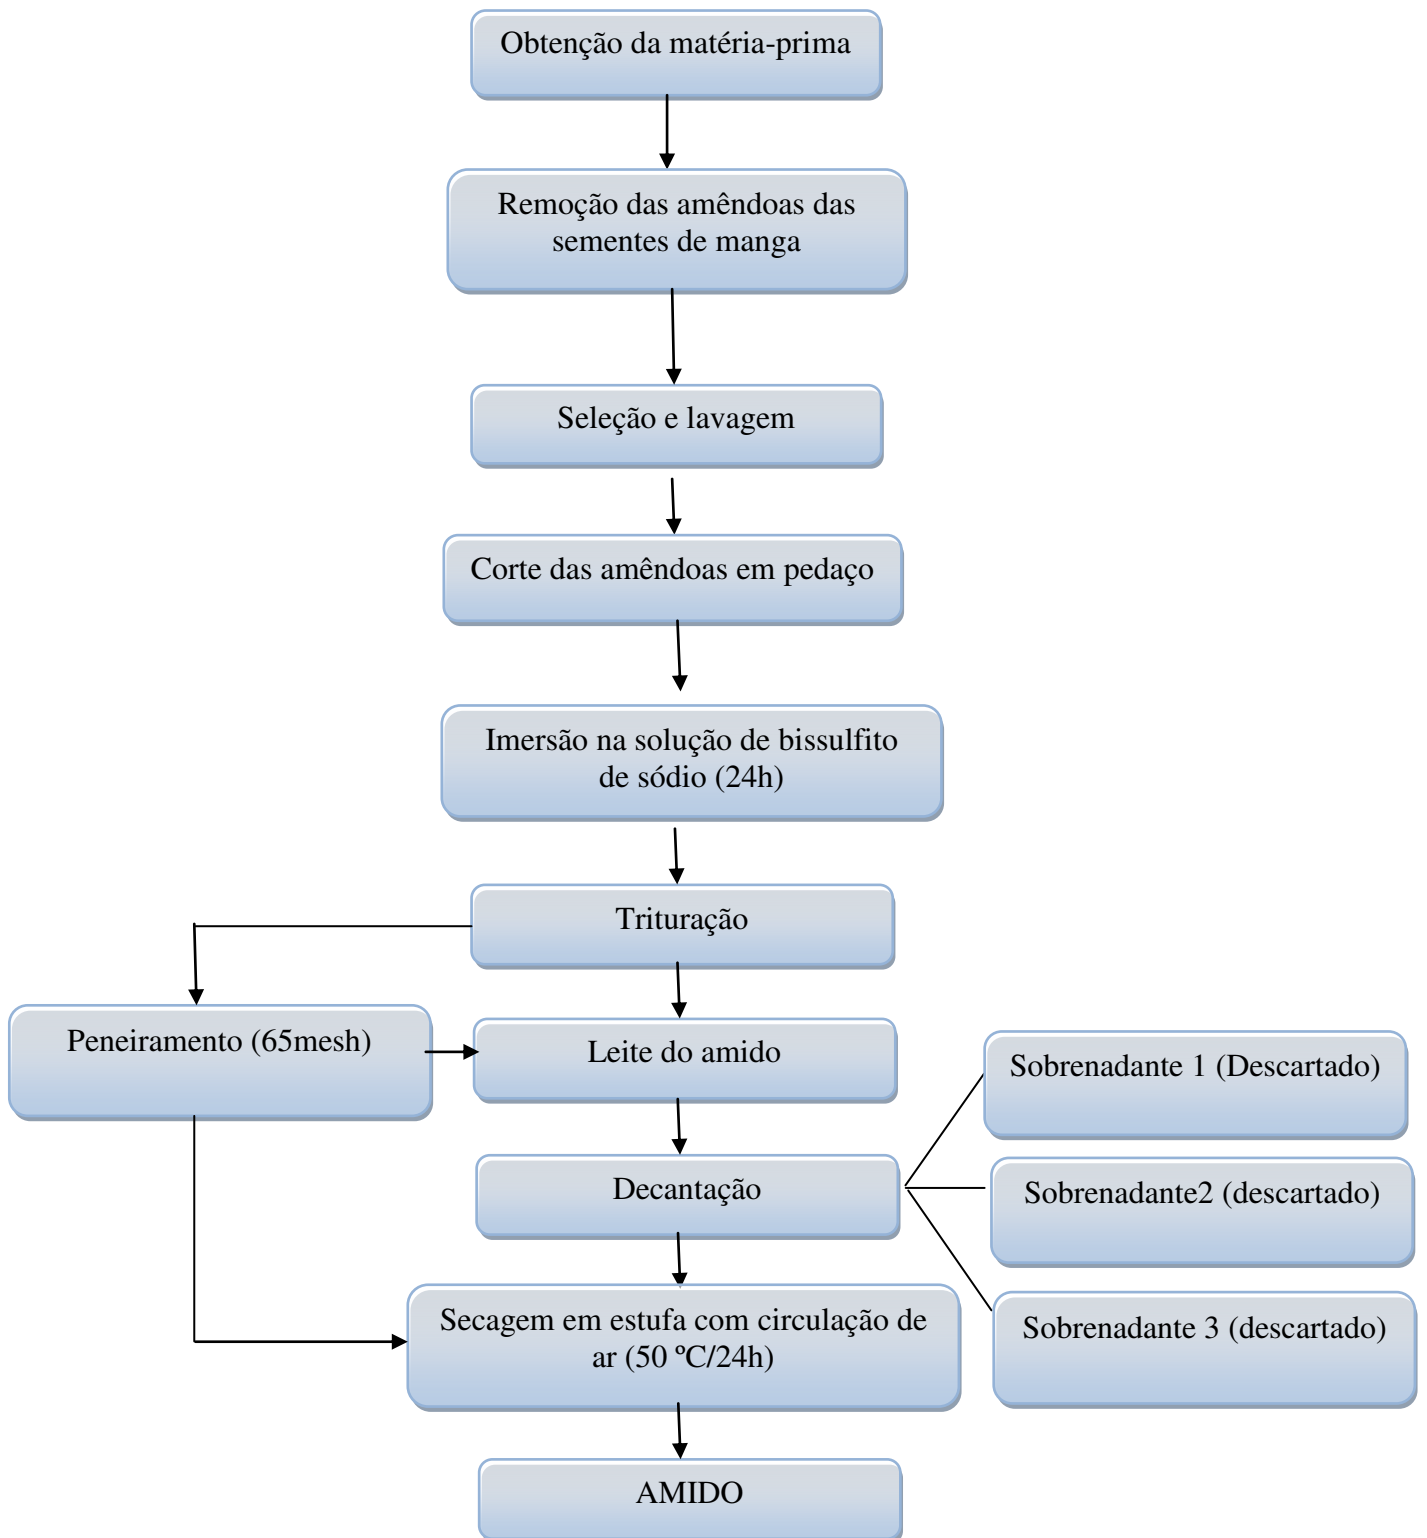 Obtenção da matéria-prima
Remoção das amêndoas das
sementes de manga
Seleção e lavagem
Corte das amêndoas em pedaço
Imersão na solução de bissulfito
de sódio (24h)
Trituração
Peneiramento (65mesh)
Leite do amido
Sobrenadante 1 (Descartado)
Decantação
Sobrenadante2 (descartado)
Secagem em estufa com circulação de
ar (50 ºC/24h)
Sobrenadante 3 (descartado)
AMIDO